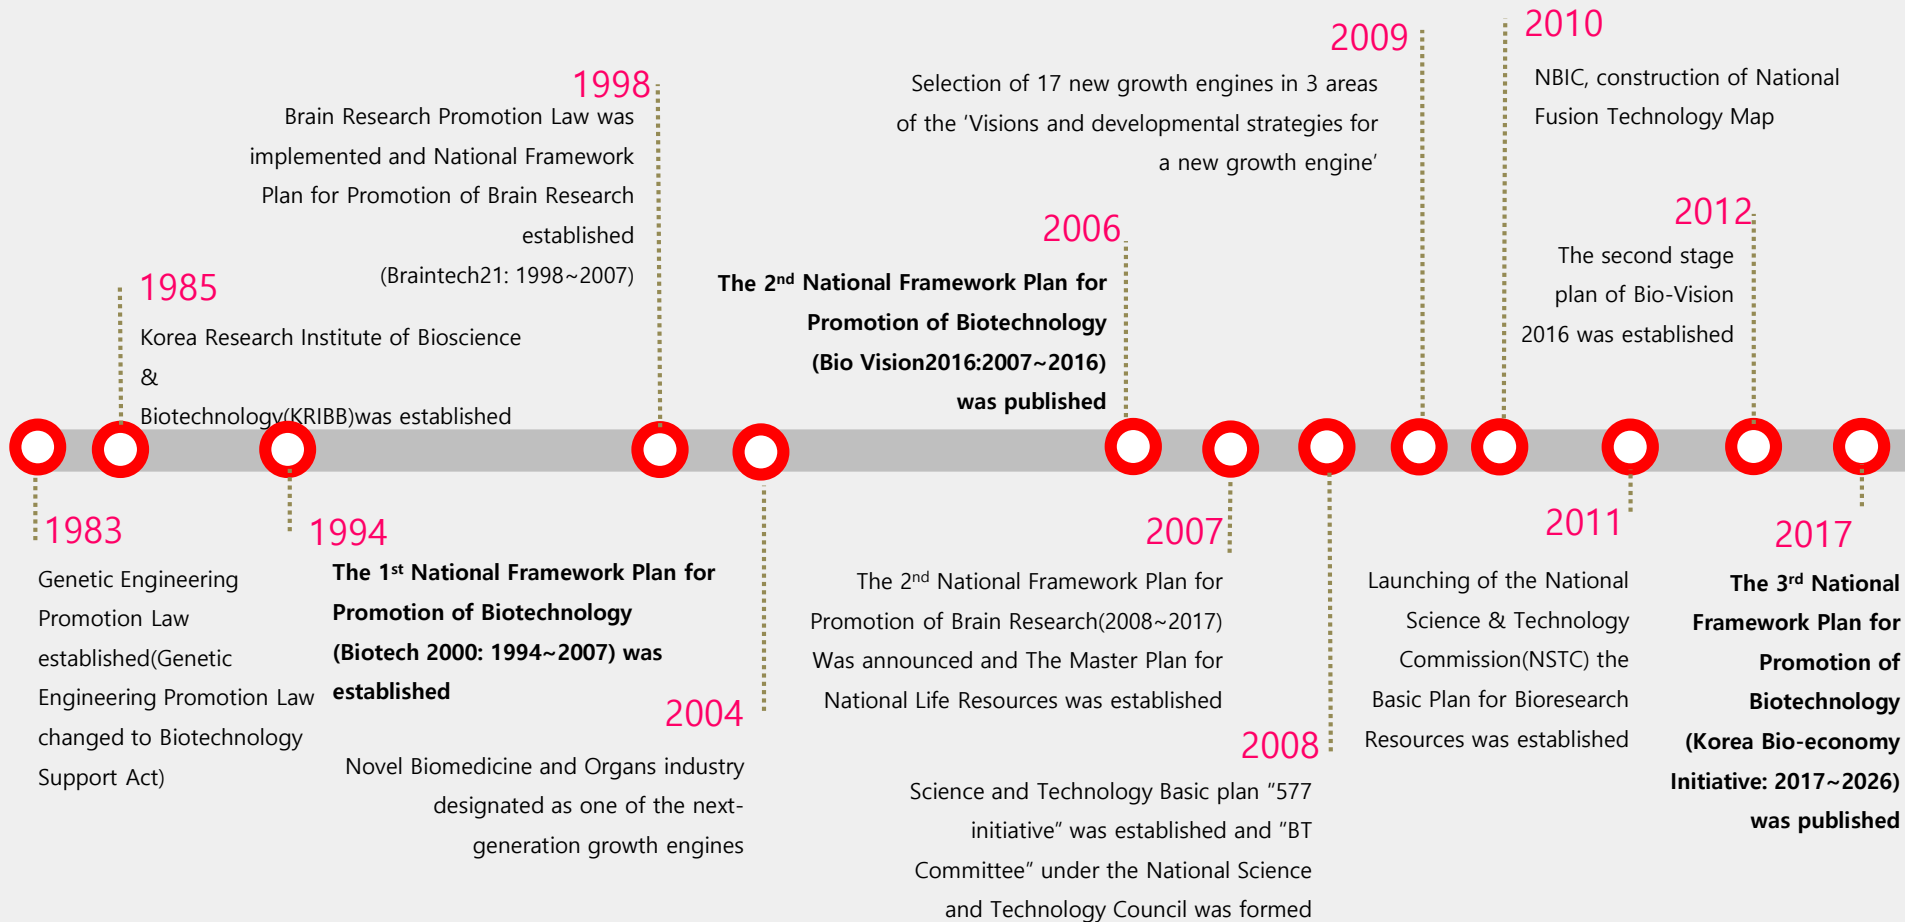 1983
Genetic Engineering
Promotion Law
established(Genetic
Engineering Promotion Law
changed to Biotechnology
Support Act)
1985
Korea Research Institute of Bioscience
&
Biotechnology(KRIBB)was established
1994
The 1st National Framework Plan for
Promotion of Biotechnology
(Biotech 2000: 1994~2007) was
established
1998
Brain Research Promotion Law was
implemented and National Framework
Plan for Promotion of Brain Research
established
(Braintech21: 1998~2007)
2004
Novel Biomedicine and Organs industry
designated as one of the next-
generation growth engines
2006
The 2nd National Framework Plan for
Promotion of Biotechnology
(Bio Vision2016:2007~2016)
was published
2007
The 2nd National Framework Plan for
Promotion of Brain Research(2008~2017)
Was announced and The Master Plan for
National Life Resources was established
2008
Science and Technology Basic plan "577
initiative" was established and "BT
Committee" under the National Science
and Technology Council was formed
2009
Selection of 17 new growth engines in 3 areas
of the 'Visions and developmental strategies for
a new growth engine'
2010
NBIC, construction of National
Fusion Technology Map
2011
Launching of the National
Science & Technology
Commission(NSTC) the
Basic Plan for Bioresearch
Resources was established
2012
The second stage
plan of Bio-Vision
2016 was established
2017
The 3rd National
Framework Plan for
Promotion of
Biotechnology
(Korea Bio-economy
Initiative: 2017~2026)
was published